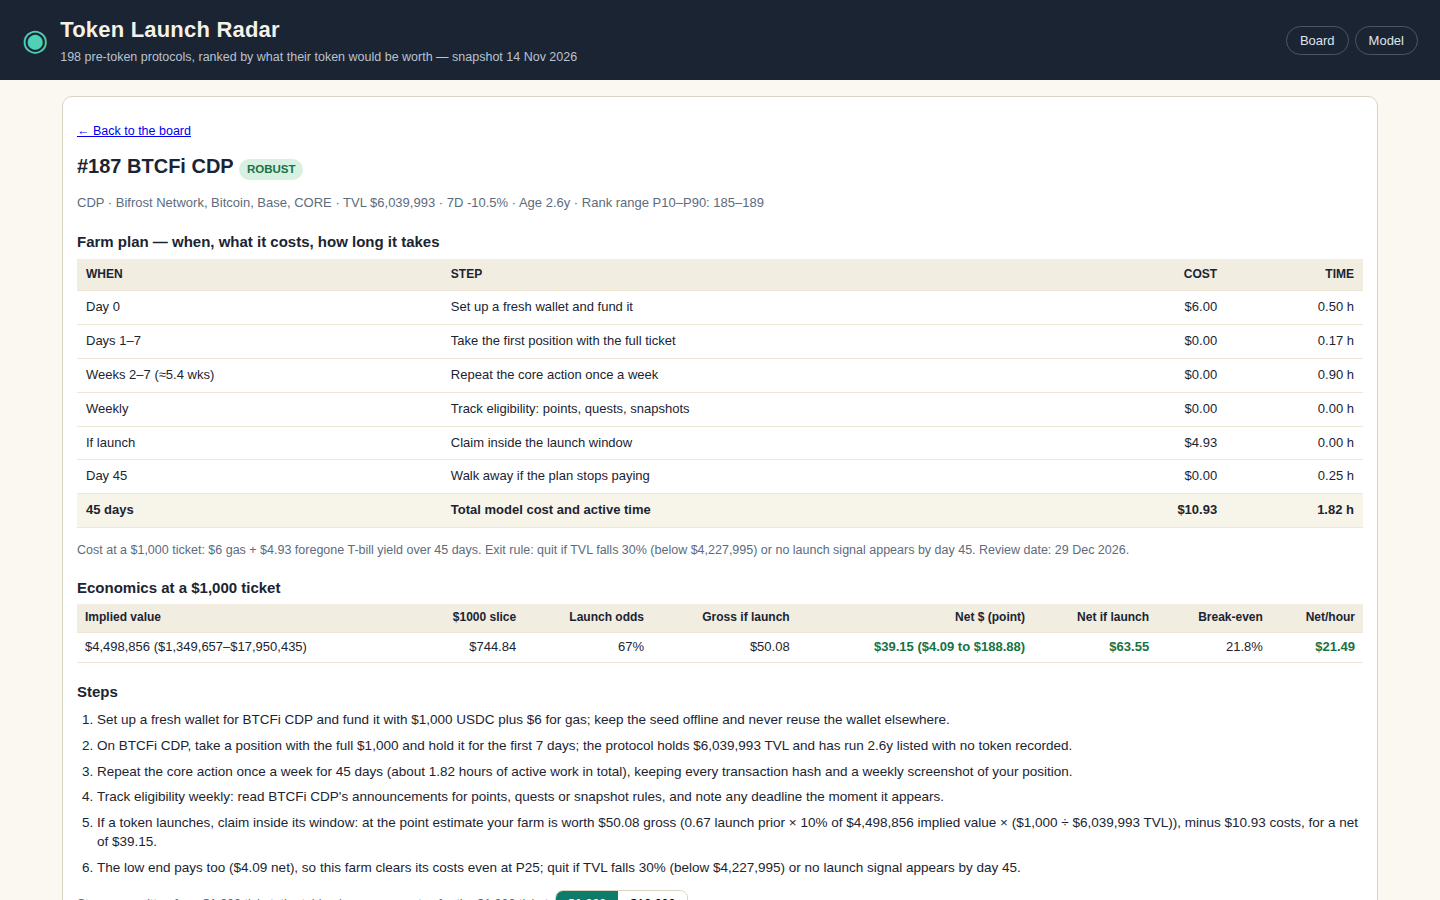 Token Launch Radar
198 pre-token protocols, ranked by what their token would be worth — snapshot 14 Nov 2026
Board
Model
← Back to the board
#187 BTCFi CDP ROBUST
CDP · Bifrost Network, Bitcoin, Base, CORE · TVL $6,039,993 · 7D -10.5% · Age 2.6y · Rank range P10–P90: 185–189
Farm plan — when, what it costs, how long it takes
WHEN STEP COST TIME
Day 0 Set up a fresh wallet and fund it $6.00 0.50 h
Days 1–7 Take the first position with the full ticket $0.00 0.17 h
Weeks 2–7 (≈5.4 wks) Repeat the core action once a week $0.00 0.90 h
Weekly Track eligibility: points, quests, snapshots $0.00 0.00 h
If launch Claim inside the launch window $4.93 0.00 h
Day 45 Walk away if the plan stops paying $0.00 0.25 h
45 days Total model cost and active time $10.93 1.82 h
Cost at a $1,000 ticket: $6 gas + $4.93 foregone T-bill yield over 45 days. Exit rule: quit if TVL falls 30% (below $4,227,995) or no launch signal appears by day 45. Review date: 29 Dec 2026.
Economics at a $1,000 ticket
Implied value $1000 slice Launch odds Gross if launch Net $ (point) Net if launch Break-even Net/hour
$4,498,856 ($1,349,657–$17,950,435) $744.84 67% $50.08 $39.15 ($4.09 to $188.88) $63.55 21.8% $21.49
Steps
1. Set up a fresh wallet for BTCFi CDP and fund it with $1,000 USDC plus $6 for gas; keep the seed offline and never reuse the wallet elsewhere.
2. On BTCFi CDP, take a position with the full $1,000 and hold it for the first 7 days; the protocol holds $6,039,993 TVL and has run 2.6y listed with no token recorded.
3. Repeat the core action once a week for 45 days (about 1.82 hours of active work in total), keeping every transaction hash and a weekly screenshot of your position.
4. Track eligibility weekly: read BTCFi CDP's announcements for points, quests or snapshot rules, and note any deadline the moment it appears.
5. If a token launches, claim inside its window: at the point estimate your farm is worth $50.08 gross (0.67 launch prior × 10% of $4,498,856 implied value × ($1,000 ÷ $6,039,993 TVL)), minus $10.93 costs, for a net
of $39.15.
6. The low end pays too ($4.09 net), so this farm clears its costs even at P25; quit if TVL falls 30% (below $4,227,995) or no launch signal appears by day 45.